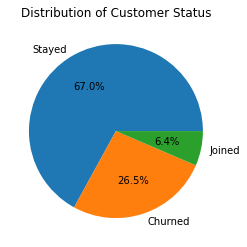 Distribution of Customer Status
Stayed
67.0%
6.4%
Joined
26.5%
Churned